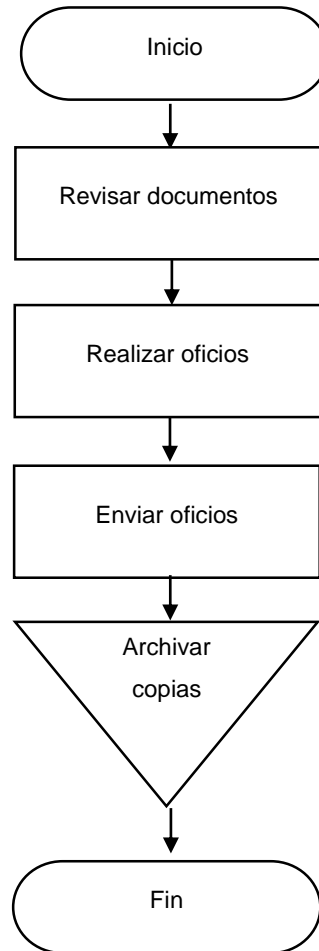 Inicio
Revisar documentos
Realizar oficios
Enviar oficios
Archivar
copias
Fin